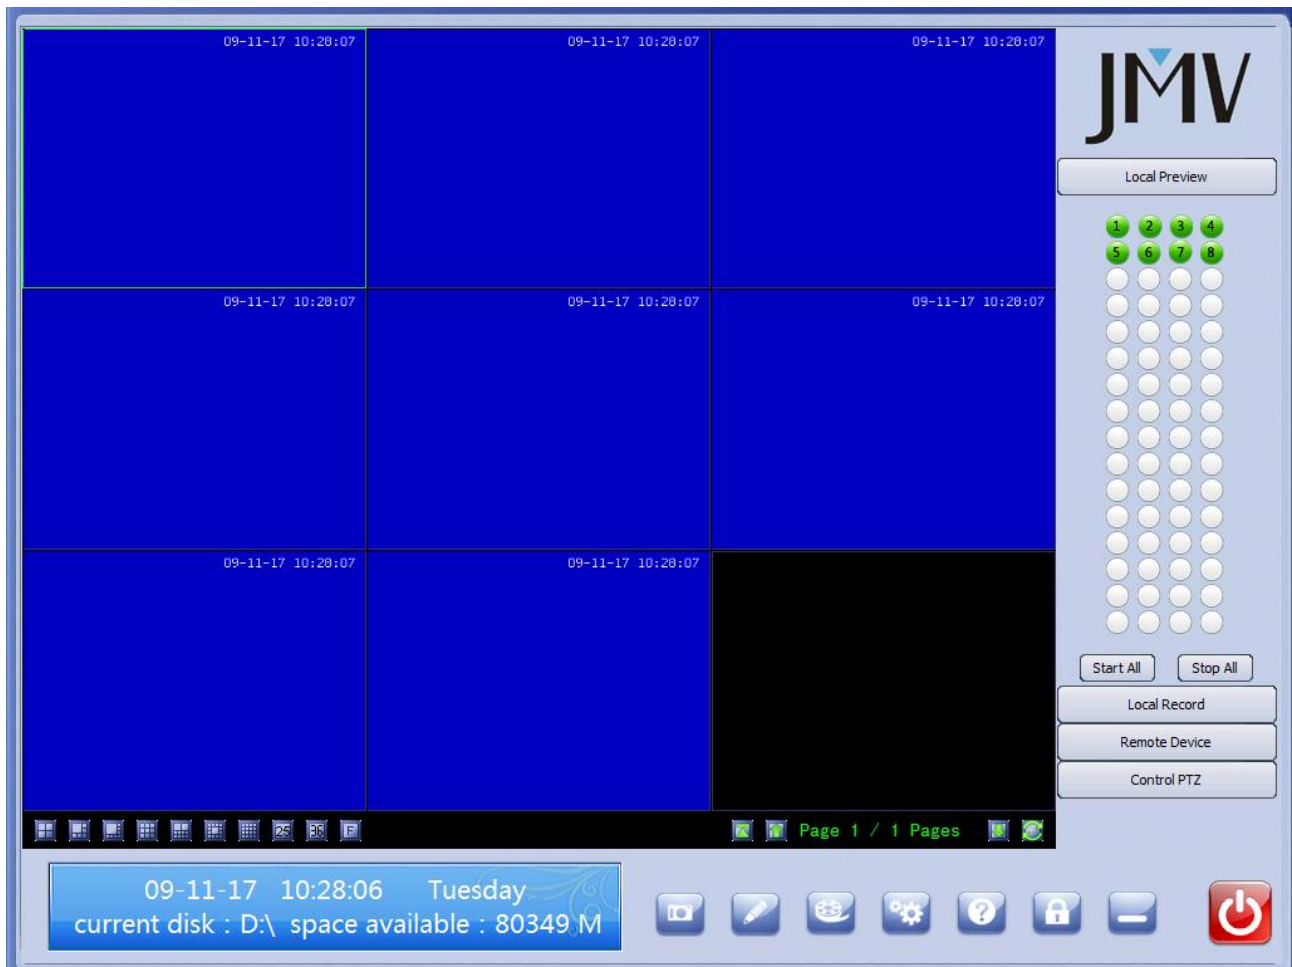 09-11-17 10:28:07
09-11-17 10:28:07
09-11-17 10:28:07
JMV
Local Preview
1 2 3 4
5 6 7 8
09-11-17 10:28:07
09-11-17 10:28:07
09-11-17 10:28:07
09-11-17 10:28:07
09-11-17 10:28:07
Start All
Stop All
Local Record
Remote Device
Control PTZ
25 36 F
Page 1 / 1 Pages
09-11-17 10:28:06 Tuesday
current disk : D:\ space available : 80349 M
?